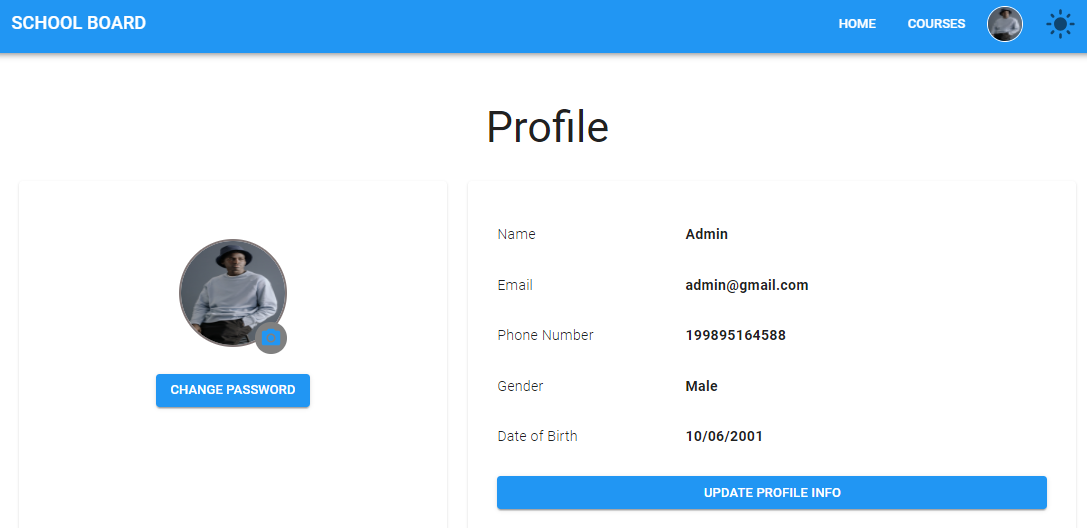 SCHOOL BOARD HOME COURSES
Profile
Name Admin
Email admin@gmail.com
Phone Number 199895164588
Gender Male
Date of Birth 10/06/2001
CHANGE PASSWORD
UPDATE PROFILE INFO